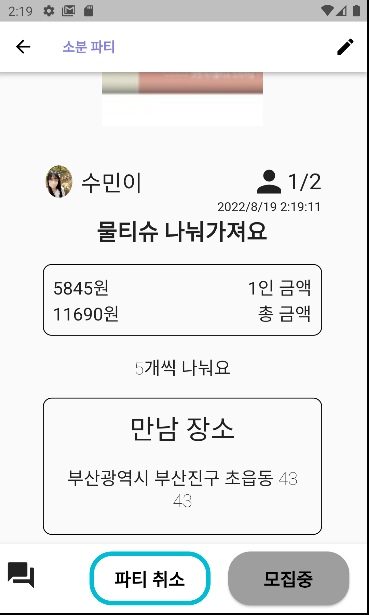 2:19
소분 파티
수민이
1/2
2022/8/19 2:19:11
물티슈 나눠가져요
5845원 1인 금액
11690원 총 금액
5개씩 나눠요
만남 장소
부산광역시 부산진구 초읍동 43
43
파티 취소 모집중